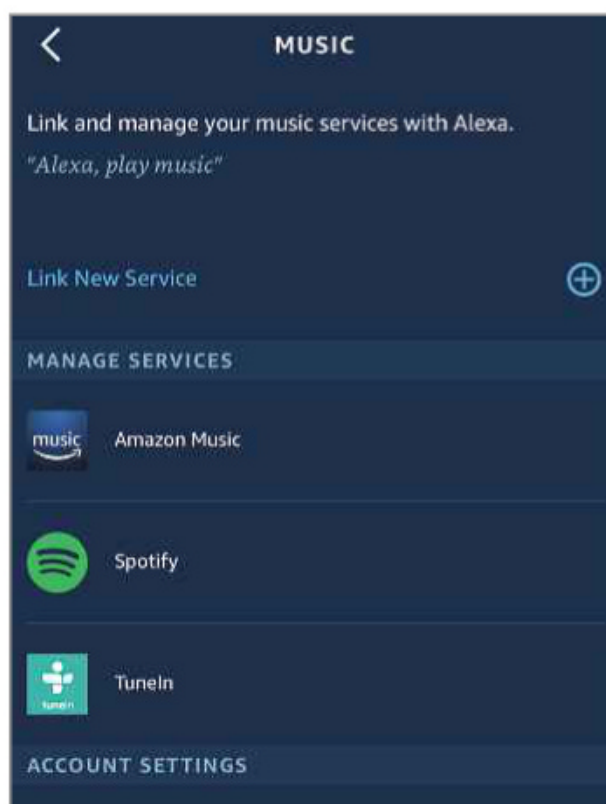 MUSIC
Link and manage your music services with Alexa.
"Alexa, play music"
Link New Service
MANAGE SERVICES
music
Amazon Music
Spotify
TuneIn
tunein
ACCOUNT SETTINGS